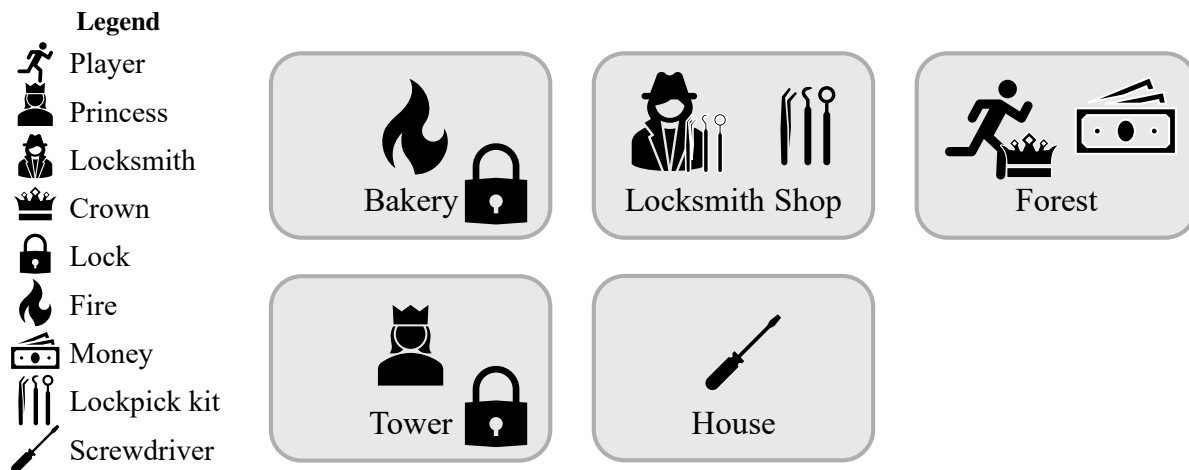 Legend
Player
Princess
Locksmith
Crown
Lock
Fire
Money
Lockpick kit
Screwdriver
Bakery
Locksmith Shop
Forest
Tower
House